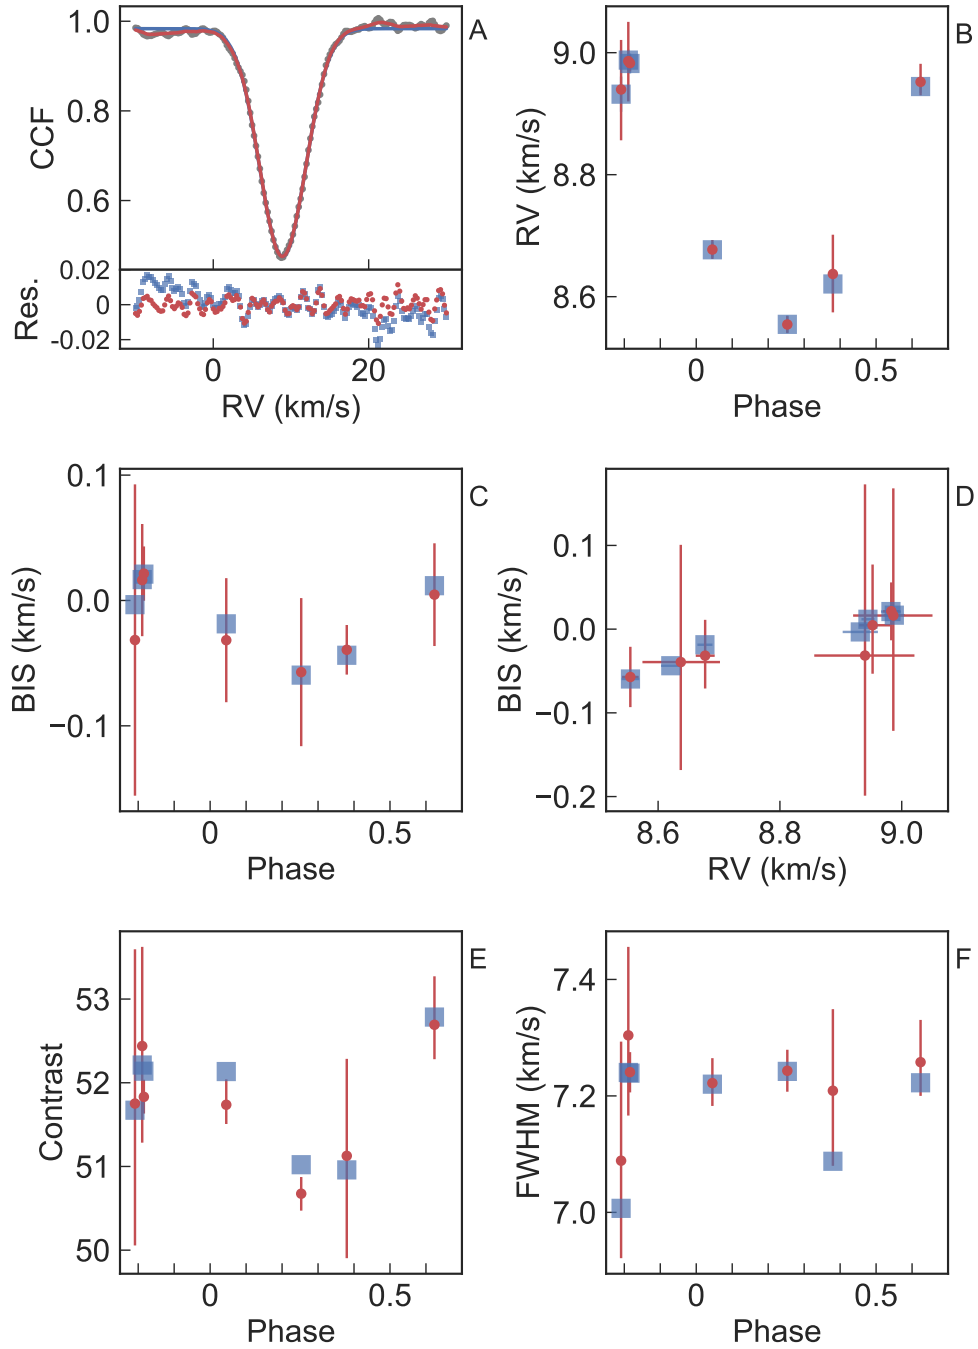 A
1.0
0.8
0.6
CCF
0.02
0
-0.02
Res.
0
20
RV (km/s)
B
9.0
8.8
8.6
RV (km/s)
0
0.5
Phase
C
0.1
0.0
−0.1
BIS (km/s)
0
0.5
Phase
D
0.1
0.0
−0.1
−0.2
BIS (km/s)
8.6
8.8
9.0
RV (km/s)
E
53
52
51
50
Contrast
0
0.5
Phase
F
7.4
7.2
7.0
FWHM (km/s)
0
0.5
Phase